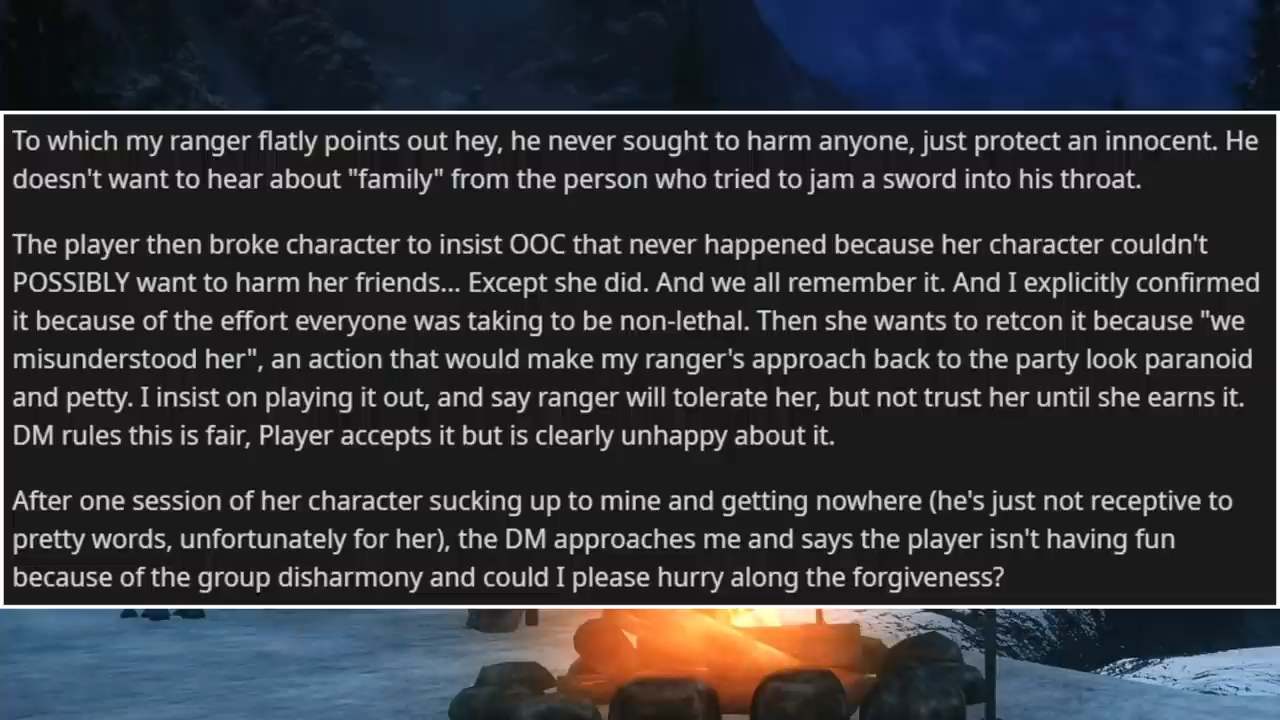 To which my ranger flatly points out hey, he never sought to harm anyone, just protect an innocent. He
doesn't want to hear about "family" from the person who tried to jam a sword into his throat.
The player then broke character to insist OOC that never happened because her character couldn't
POSSIBLY want to harm her friends... Except she did. And we all remember it. And I explicitly confirmed
it because of the effort everyone was taking to be non-lethal. Then she wants to retcon it because "we
misunderstood her", an action that would make my ranger's approach back to the party look paranoid
and petty. I insist on playing it out, and say ranger will tolerate her, but not trust her until she earns it.
DM rules this is fair, Player accepts it but is clearly unhappy about it.
After one session of her character sucking up to mine and getting nowhere (he's just not receptive to
pretty words, unfortunately for her), the DM approaches me and says the player isn't having fun
because of the group disharmony and could I please hurry along the forgiveness?